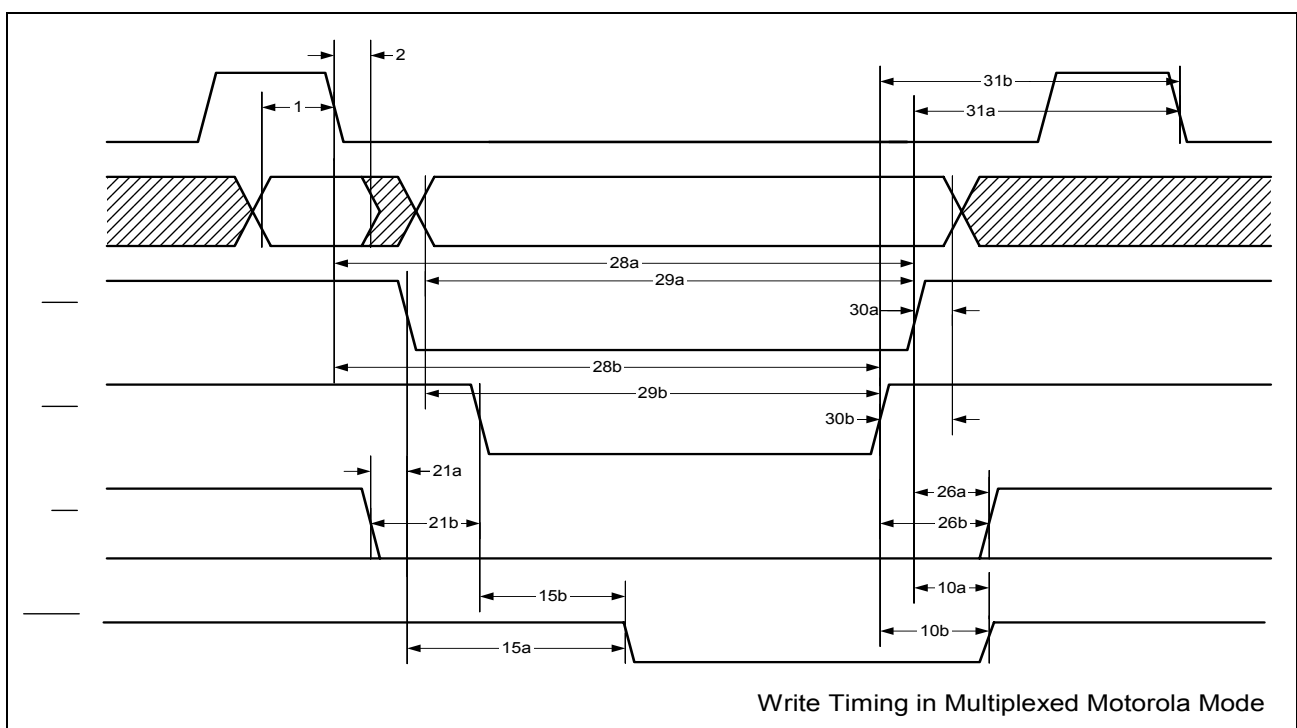 2
31b
1
31a
28a
29a
30a
28b
29b
30b
21a
26a
21b
26b
10a
15b
10b
15a
Write Timing in Multiplexed Motorola Mode